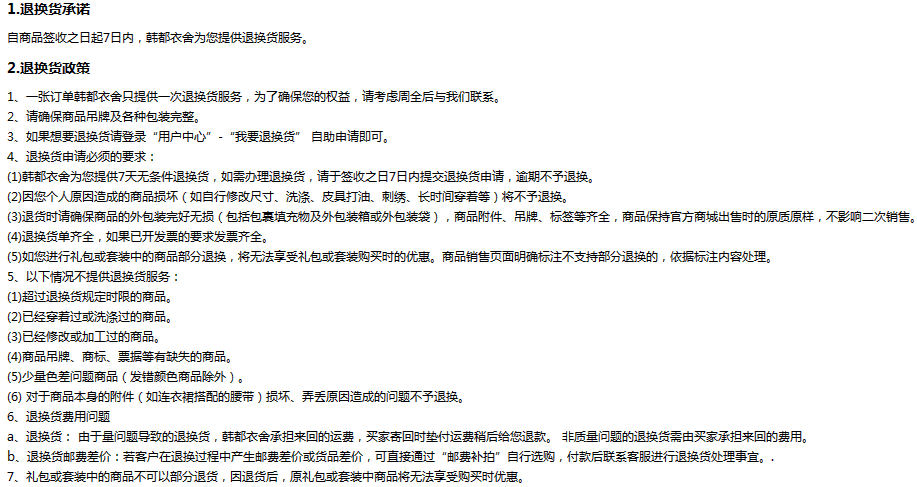 1.退换货承诺
自商品签收之日起7日内，韩都衣舍为您提供退换货服务。
2.退换货政策
1、一张订单韩都衣舍只提供一次退换货服务，为了确保您的权益，请考虑周全后与我们联系。
2、请确保商品吊牌及各种包装完整。
3、如果想要退换货请登录“用户中心”-“我要退换货” 自助申请即可。
4、退换货申请必须的要求：
(1)韩都衣舍为您提供7天无条件退换货，如需办理退换货，请于签收之日7日内提交退换货申请，逾期不予退换。
(2)因您个人原因造成的商品损坏（如自行修改尺寸、洗涤、皮具打油、刺绣、长时间穿着等）将不予退换。
(3)退货时请确保商品的外包装完好无损（包括包裹填充物及外包装箱或外包装袋），商品附件、吊牌、标签等齐全，商品保持官方商城出售时的原质原样，不影响二次销售。
(4)退换货单齐全，如果已开发票的要求发票齐全。
(5)如您进行礼包或套装中的商品部分退换，将无法享受礼包或套装购买时的优惠。商品销售页面明确标注不支持部分退换的，依据标注内容处理。
5、以下情况不提供退换货服务：
(1)超过退换货规定时限的商品。
(2)已经穿着过或洗涤过的商品。
(3)已经修改或加工过的商品。
(4)商品吊牌、商标、票据等有缺失的商品。
(5)少量色差问题商品（发错颜色商品除外）。
(6) 对于商品本身的附件（如连衣裙搭配的腰带）损坏、弄丢原因造成的问题不予退换。
6、退换货费用问题
a、退换货： 由于量问题导致的退换货，韩都衣舍承担来回的运费，买家寄回时垫付运费稍后给您退款。 非质量问题的退换货需由买家承担来回的费用。
b、退换货邮费差价：若客户在退换过程中产生邮费差价或货品差价，可直接通过“邮费补拍”自行选购，付款后联系客服进行退换货处理事宜。.
7、礼包或套装中的商品不可以部分退货，因退货后，原礼包或套装中商品将无法享受购买时优惠。